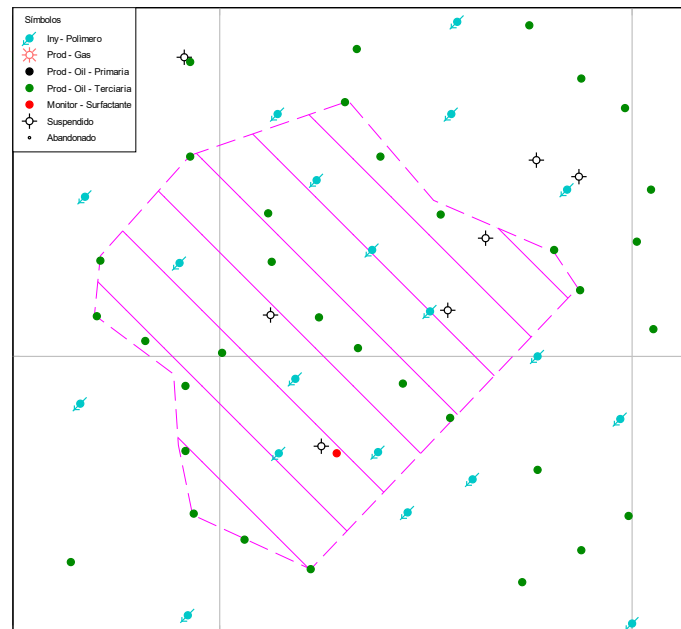 Símbolos
Iny - Polímero
Prod - Gas
Prod - Oil - Primaria
Prod - Oil - Terciaria
Monitor - Surfactante
Suspendido
Abandonado